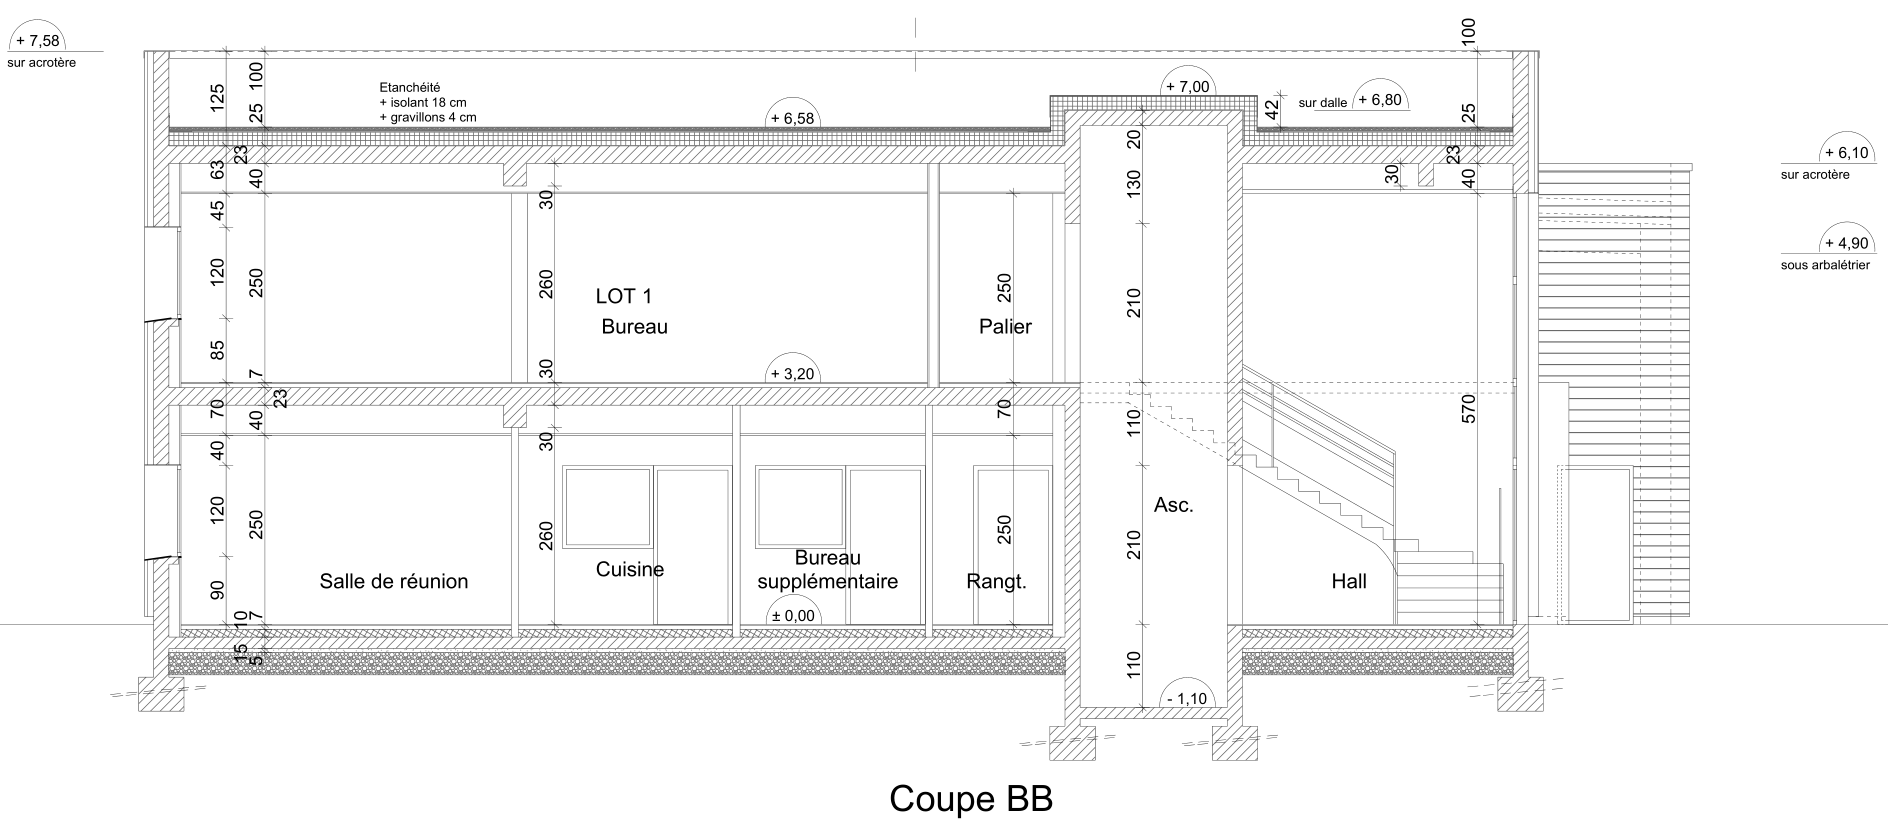 + 7,58
sur acrotère
125
100
25
Etanchéité
+ isolant 18 cm
+ gravillons 4 cm
+ 6,58
+ 7,00
42
sur dalle
+ 6,80
100
25
+ 6,10
sur acrotère
+ 4,90
sous arbalétrier
63
23
40
45
120
250
85
7
30
260
30
LOT 1
Bureau
+ 3,20
250
Palier
20
130
210
30
23
40
570
70
23
40
40
120
250
90
10
7
15
5
30
260
70
250
110
210
110
Salle de réunion
Cuisine
Bureau
supplémentaire
± 0,00
Rangt.
Asc.
Hall
- 1,10
Coupe BB